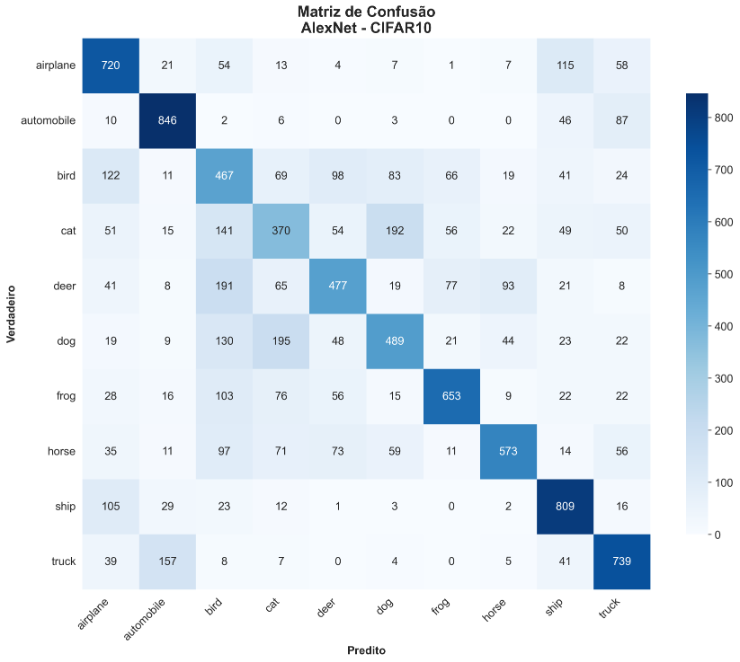 Matriz de Confusão
AlexNet - CIFAR10
airplane 720 21 54 13 4 7 1 7 115 58
automobile 10 846 2 6 0 3 0 0 46 87
bird 122 11 467 69 98 83 66 19 41 24
cat 51 15 141 370 54 192 56 22 49 50
deer 41 8 191 65 477 19 77 93 21 8
dog 19 9 130 195 48 489 21 44 23 22
frog 28 16 103 76 56 15 653 9 22 22
horse 35 11 97 71 73 59 11 573 14 56
ship 105 29 23 12 1 3 0 2 809 16
truck 39 157 8 7 0 4 0 5 41 739
airplane automobile bird cat deer dog frog horse ship truck
Predito
Verdadeiro
800
700
600
500
400
300
200
100
0